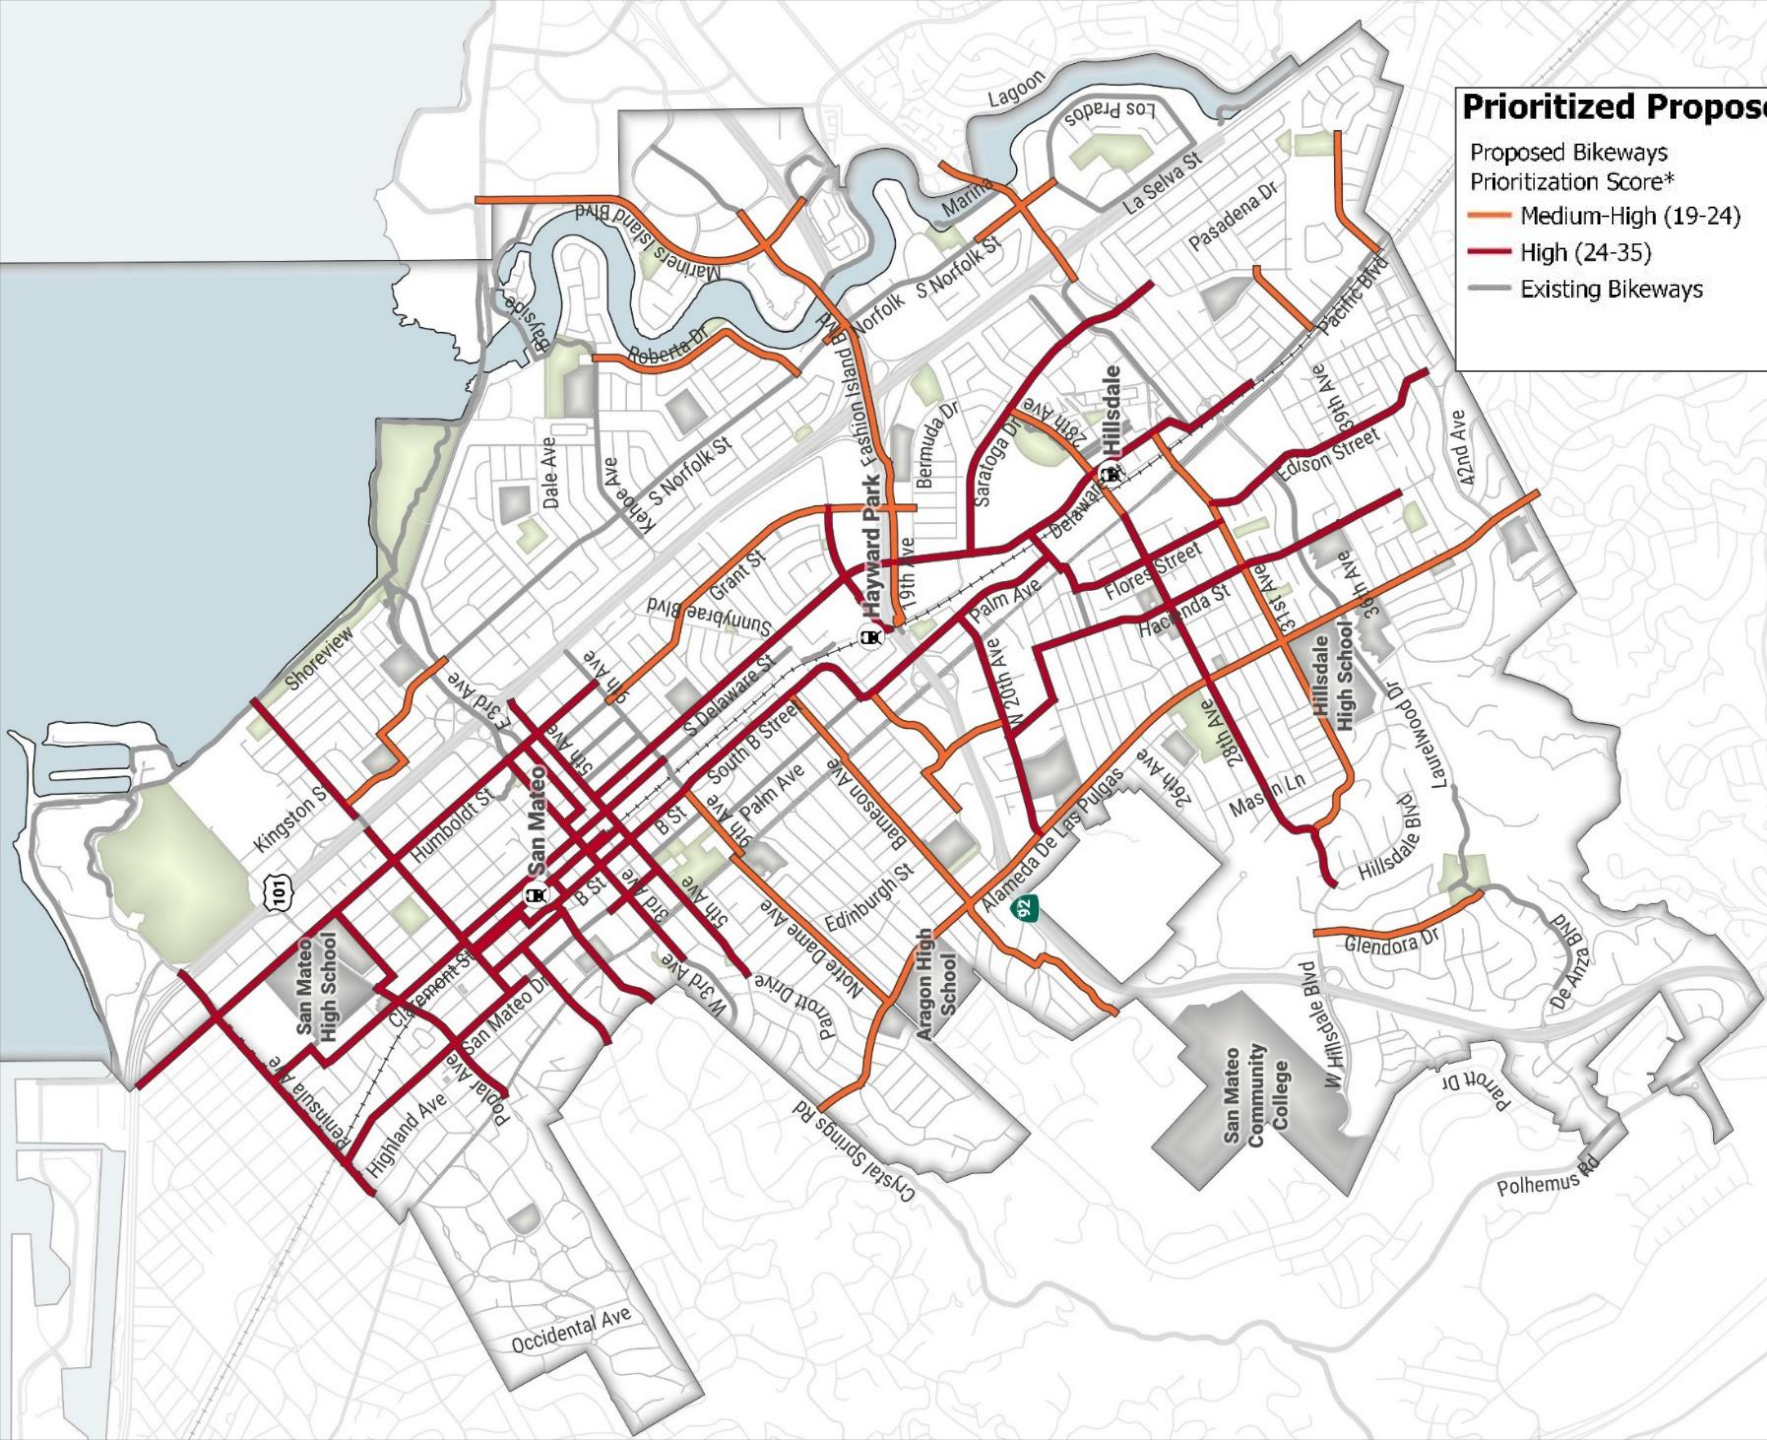 Prioritized Propos
Proposed Bikeways
Prioritization Score*
Medium-High (19-24)
High (24-35)
Existing Bikeways
Lagoon
Los Prados
La Selva St
Marina
Pasadena Dr
Mariners Island Blvd
S Norfolk St
Norfolk
Pacific Blvd
Bayside
Roberta Dr
Fashion Island Blvd
Hillsdale
39th Ave
28th Ave
Bermuda Dr
Saratoga Dr
Edison Street
42nd Ave
Dale Ave
Kehoe Ave
S Norfolk St
Delaware St
Hayward Park
19th Ave
Grant St
Flores Street
Palm Ave
Sunnybrae Blvd
Hacienda St
31st Ave
36th Ave
Shoreview
9th Ave
E 3rd Ave
S Delaware St
W 20th Ave
Hillsdale
High School
Laurelwood Dr
5th Ave
South B Street
28th Ave
26th Ave
Mason Ln
Kingston S
Humboldt St
San Mateo
Palm Ave
9th Ave
B St
Barneson Ave
Alameda De Las Pulgas
Hillsdale Blvd
101
B St
3rd Ave
5th Ave
Edinburgh St
92
Glendora Dr
De Anza Blvd
San Mateo
High School
Claremont St
San Mateo Dr
W 3rd Ave
Parrott Drive
Notre Dame Ave
Aragon High
School
W Hillsdale Blvd
San Mateo
Community
College
Peninsula Ave
Poplar Ave
Highland Ave
Crystal Springs Rd
Parrott Dr
Polhemus Rd
Occidental Ave